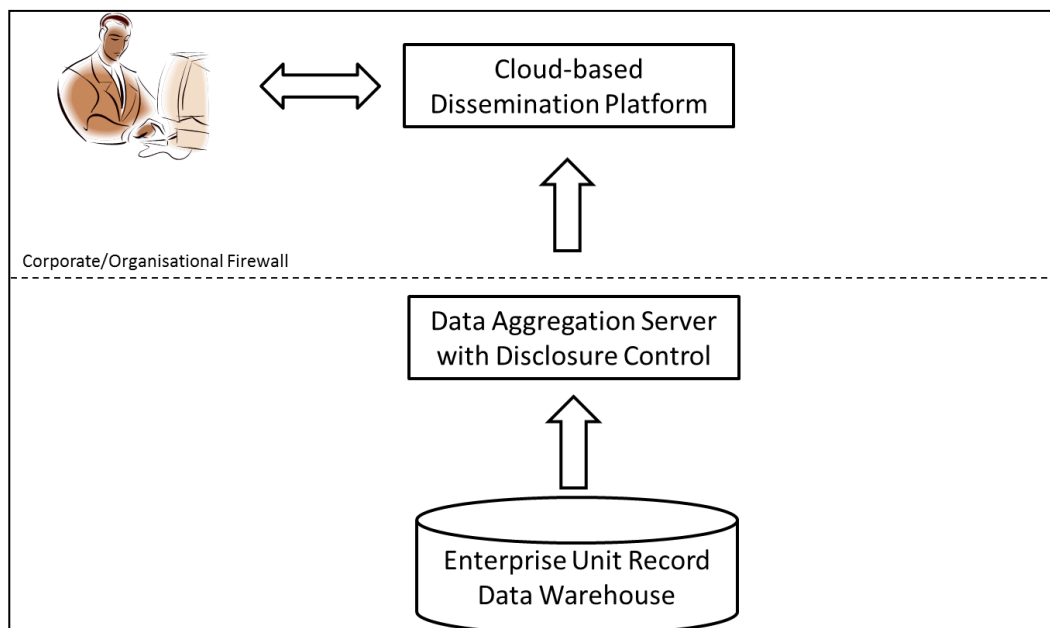 Cloud-based
Dissemination Platform
Corporate/Organisational Firewall
Data Aggregation Server
with Disclosure Control
Enterprise Unit Record
Data Warehouse